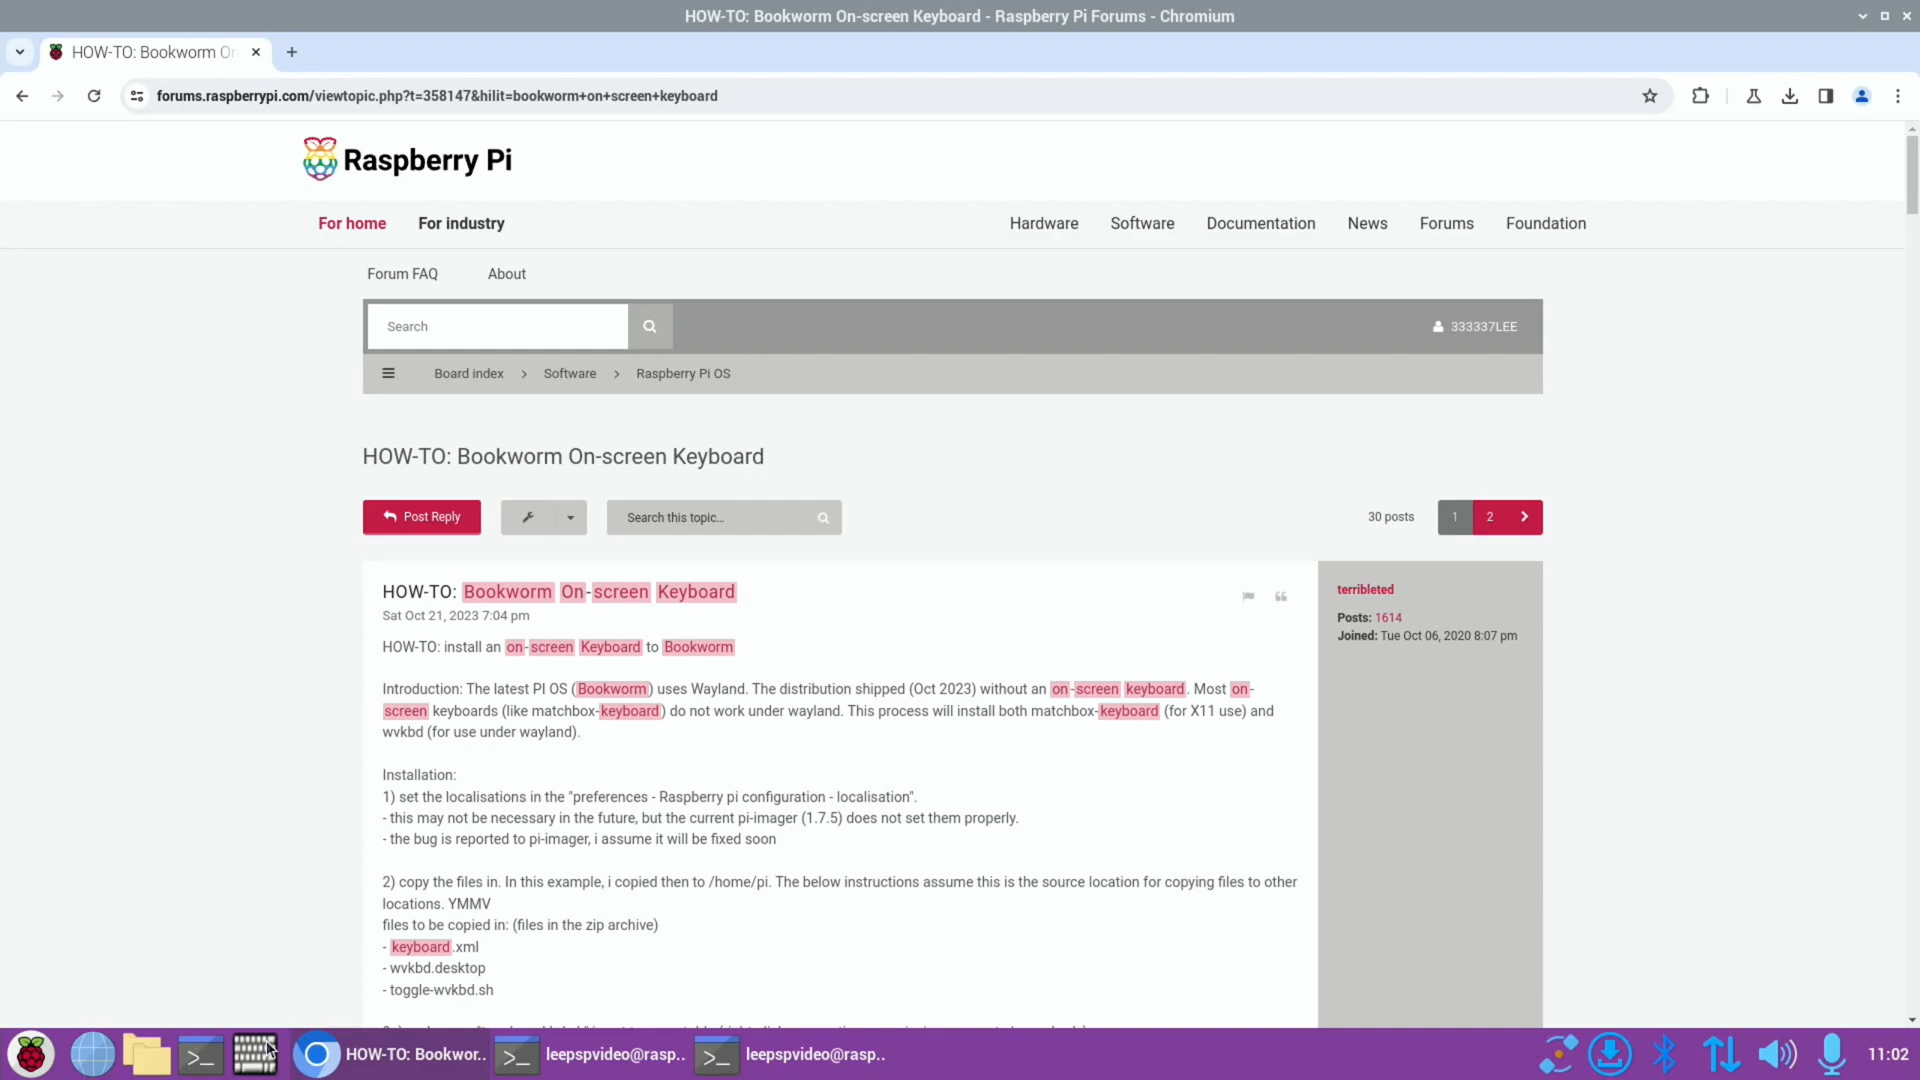 HOW-TO: Bookworm On-screen Keyboard - Raspberry Pi Forums - Chromium
HOW-TO: Bookworm On
forums.raspberrypi.com/viewtopic.php?t=358147&hilit=bookworm+on+screen+keyboard
Raspberry Pi
For home For industry Hardware Software Documentation News Forums Foundation
Forum FAQ About
Search 333337LEE
Board index > Software > Raspberry Pi OS
HOW-TO: Bookworm On-screen Keyboard
Post Reply Search this topic... 30 posts 1 2
HOW-TO: Bookworm On-screen Keyboard
Sat Oct 21, 2023 7:04 pm
HOW-TO: install an on-screen Keyboard to Bookworm
Introduction: The latest PI OS (Bookworm) uses Wayland. The distribution shipped (Oct 2023) without an on-screen keyboard. Most on-
screen keyboards (like matchbox-keyboard) do not work under wayland. This process will install both matchbox-keyboard (for X11 use) and
wvkbd (for use under wayland).
Installation:
1) set the localisations in the "preferences - Raspberry pi configuration - localisation".
- this may not be necessary in the future, but the current pi-imager (1.7.5) does not set them properly.
- the bug is reported to pi-imager, i assume it will be fixed soon
2) copy the files in. In this example, i copied then to /home/pi. The below instructions assume this is the source location for copying files to other
locations. YMMV
files to be copied in: (files in the zip archive)
- keyboard.xml
- wvkbd.desktop
- toggle-wvkbd.sh
terribleted
Posts: 1614
Joined: Tue Oct 06, 2020 8:07 pm
HOW-TO: Bookwor.. leepspvideo@rasp.. leepspvideo@rasp.. 11:02